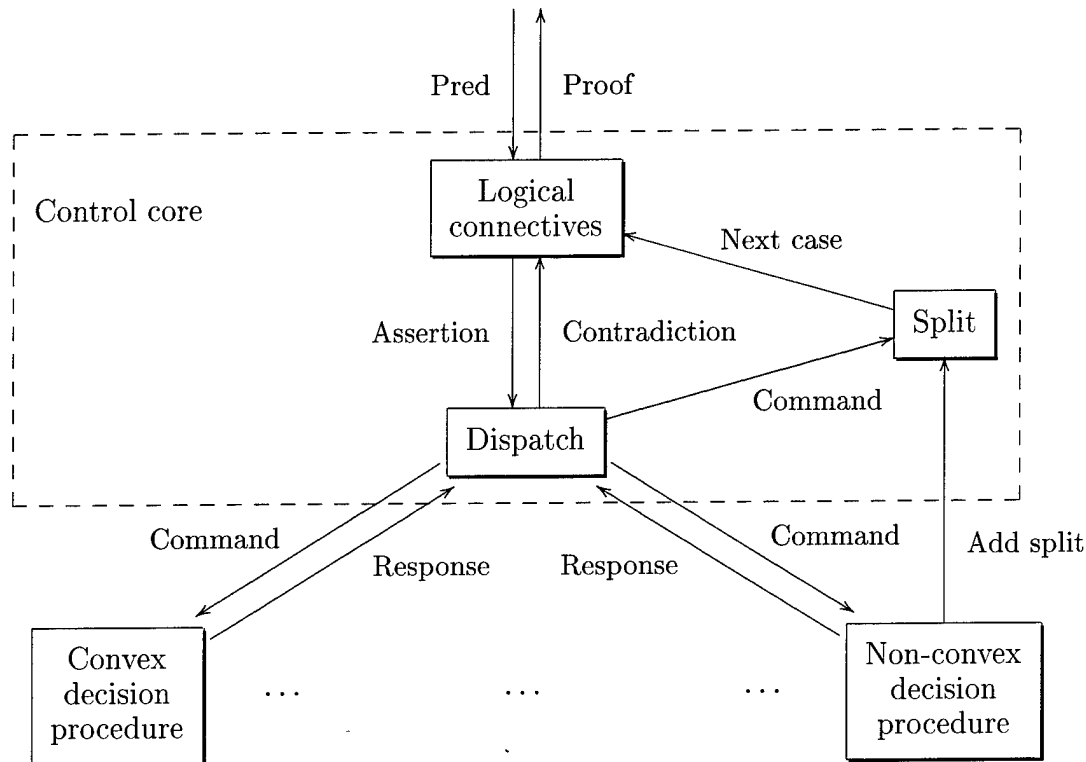 Pred
Proof
Control core
Logical
connectives
Next case
Split
Assertion
Contradiction
Command
Dispatch
Command
Response
Response
Command
Add split
Convex
decision
procedure
...
...
...
Non-convex
decision
procedure